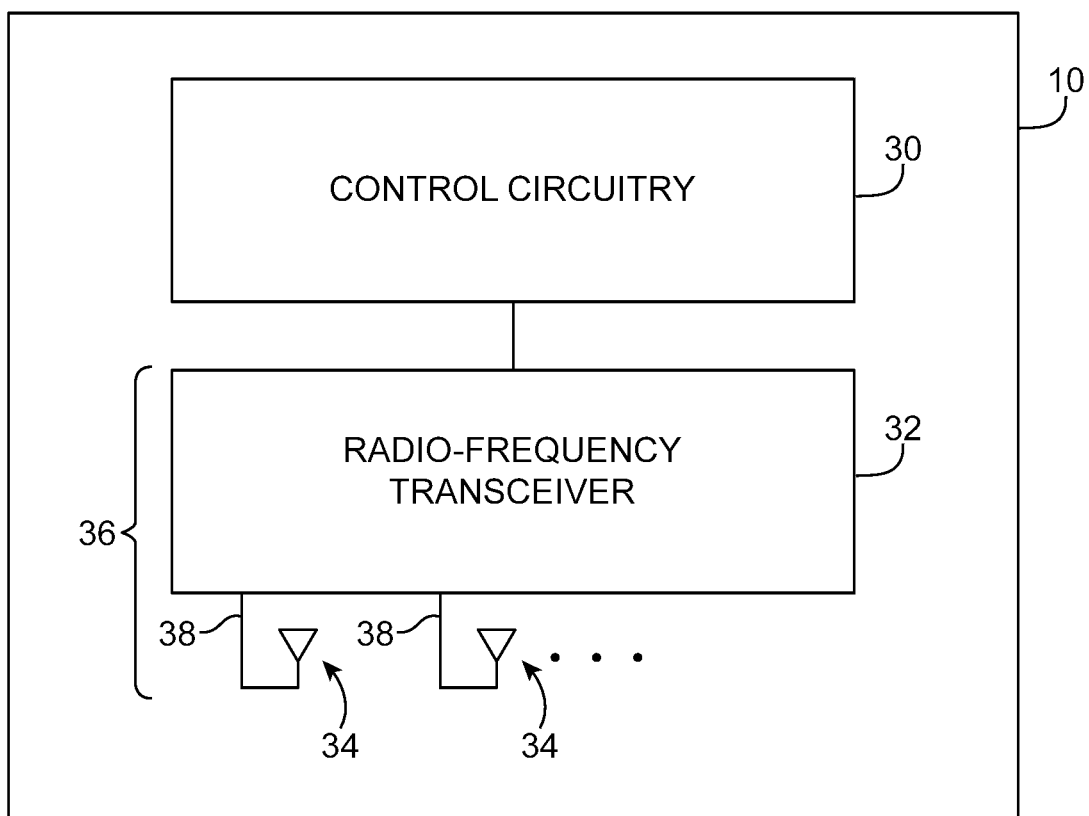 10
30
CONTROL CIRCUITRY
32
RADIO-FREQUENCY
TRANSCEIVER
36
38
38
34
34